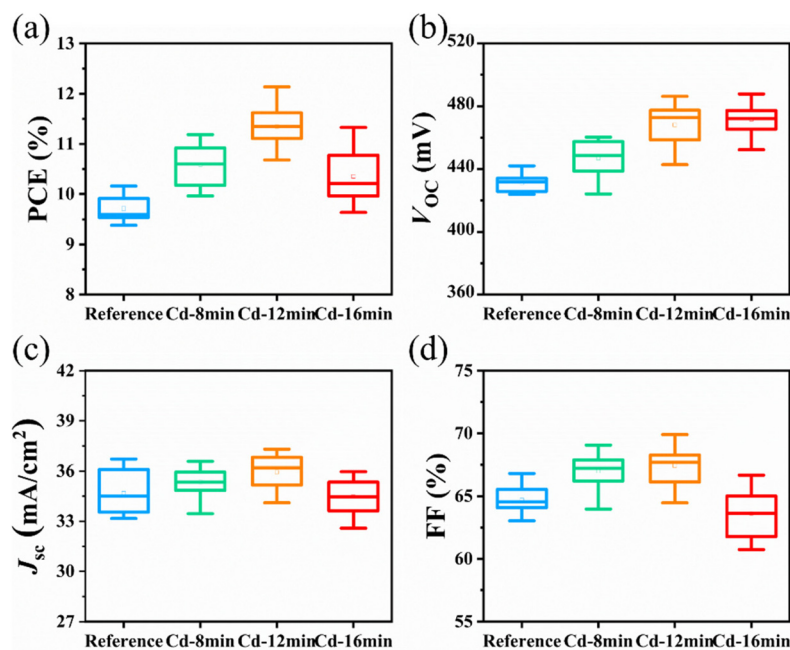 (a)
PCE (%)
13
12
11
10
9
8
Reference Cd-8min Cd-12min Cd-16min
(b)
V_OC (mV)
520
480
440
400
360
Reference Cd-8min Cd-12min Cd-16min
(c)
J_sc (mA/cm²)
42
39
36
33
30
27
Reference Cd-8min Cd-12min Cd-16min
(d)
FF (%)
75
70
65
60
55
Reference Cd-8min Cd-12min Cd-16min